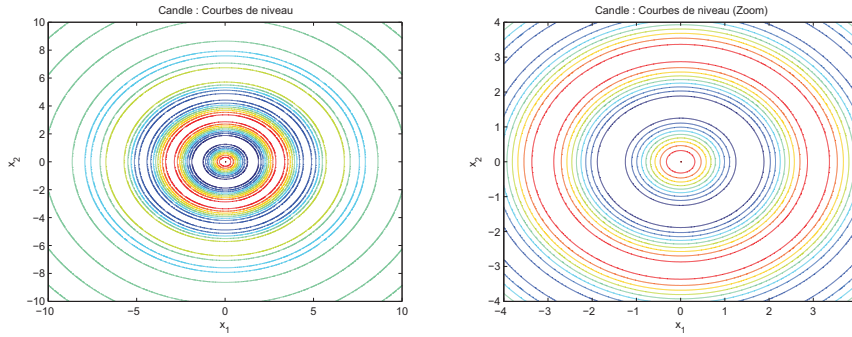 Candle : Courbes de niveau
10
8
6
4
2
0
−2
−4
−6
−8
−10
x2
−10 −5 0 5 10
x1
Candle : Courbes de niveau (Zoom)
4
3
2
1
0
−1
−2
−3
−4
x2
−4 −3 −2 −1 0 1 2 3
x1